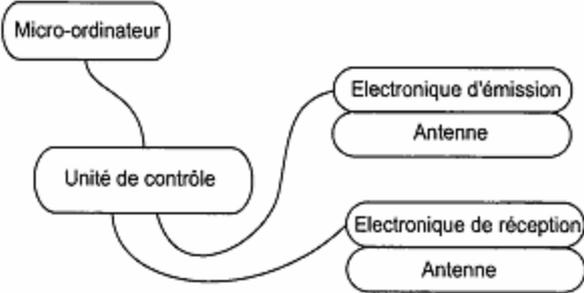 Micro-ordinateur
Electronique d'émission
Antenne
Unité de contrôle
Electronique de réception
Antenne